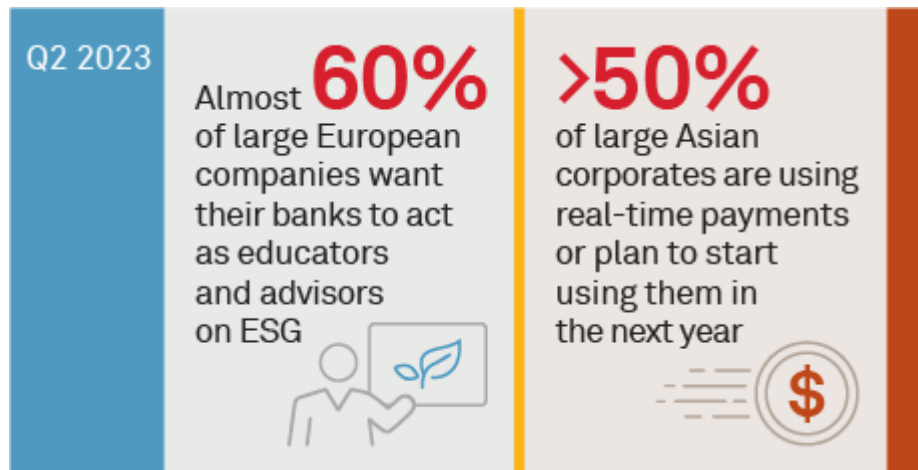 Q2 2023
Almost 60%
of large European
companies want
their banks to act
as educators
and advisors
on ESG
>50%
of large Asian
corporates are using
real-time payments
or plan to start
using them in
the next year
$